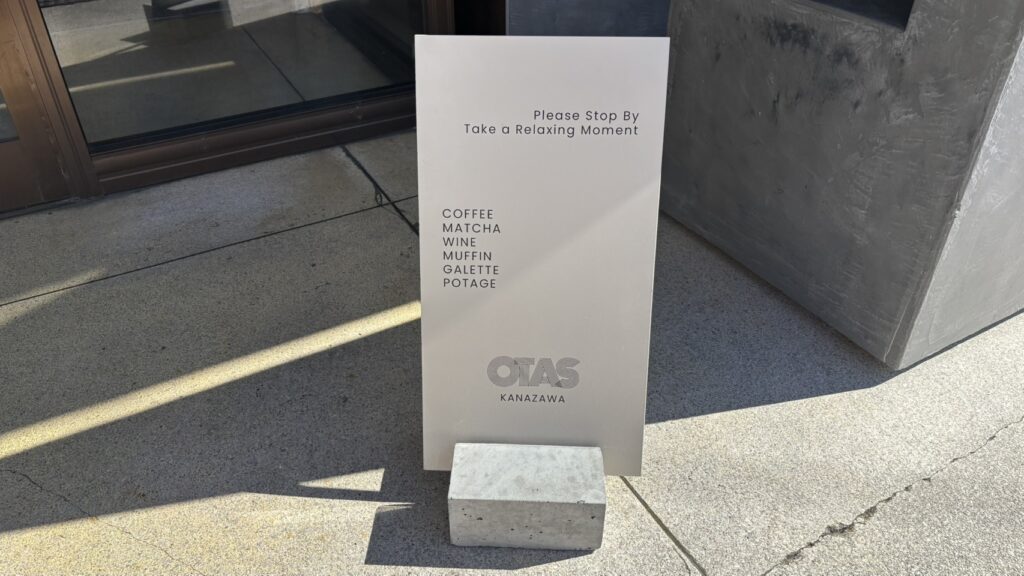 Please Stop By
Take a Relaxing Moment
COFFEE
MATCHA
WINE
MUFFIN
GALETTE
POTAGE
OTAS
KANAZAWA